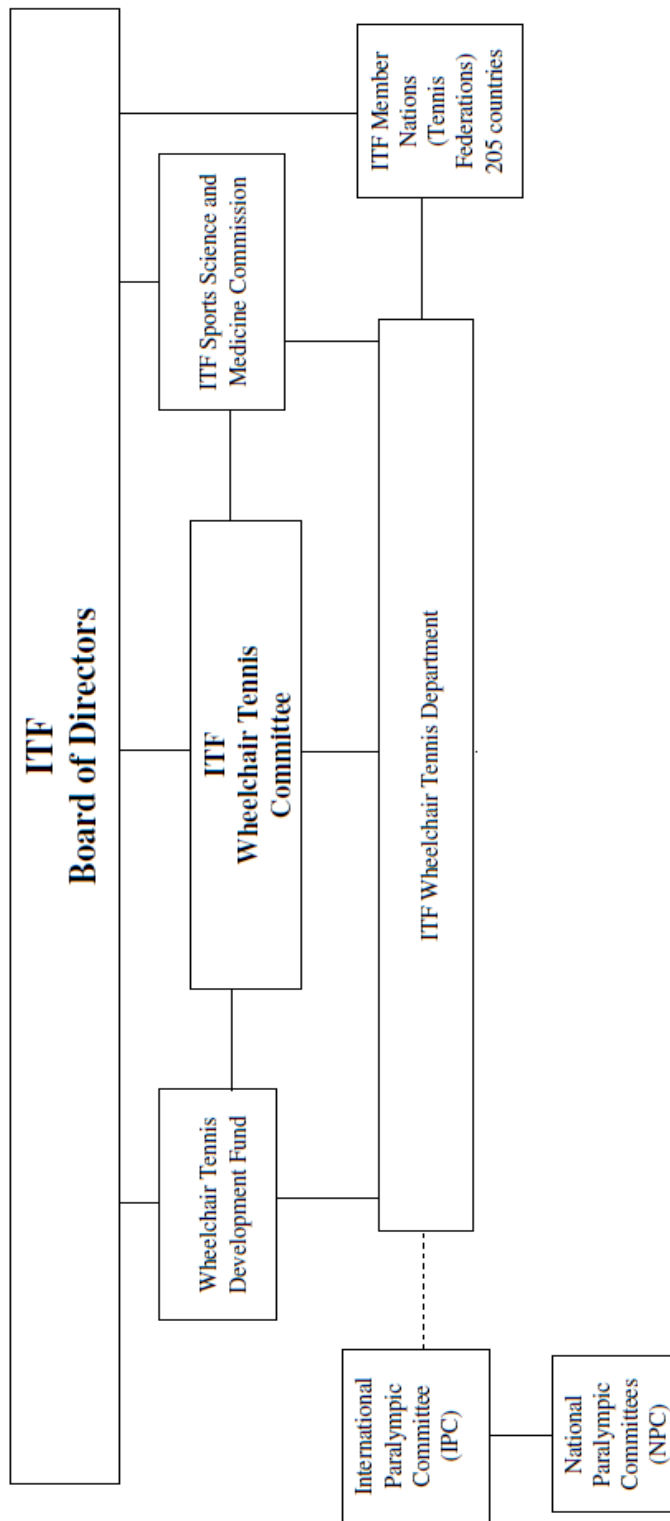 ITF
Board of Directors
Wheelchair Tennis
Development Fund
ITF
Wheelchair Tennis
Committee
ITF Sports Science and
Medicine Commission
International
Paralympic
Committee
(IPC)
ITF Wheelchair Tennis Department
ITF Member
Nations
(Tennis
Federations)
205 countries
National
Paralympic
Committees
(NPC)